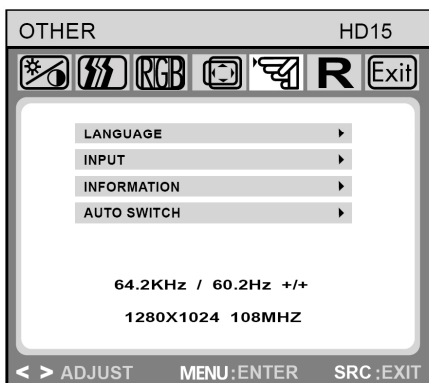 OTHER HD15
RGB R Exit
LANGUAGE
INPUT
INFORMATION
AUTO SWITCH
64.2KHz / 60.2Hz +/+
1280X1024 108MHZ
< > ADJUST MENU:ENTER SRC:EXIT